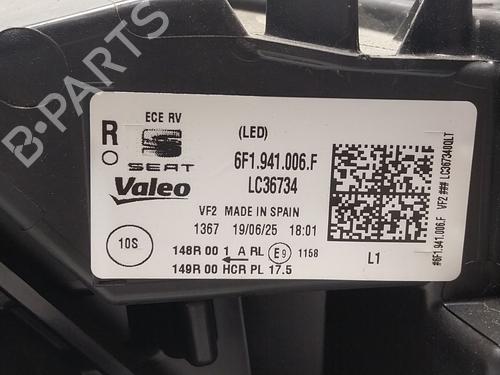 B-PARTS
ECE RV
R
SEAT
Valeo
(LED)
6F1.941.006.F
LC36734
VF2 MADE IN SPAIN
1367 19/06/25 18:01
10S
148R 00 1 A RL E9 1158
149R 00 HCR PL 17.5
L1
#6F1.941.006.F VF2 ### LC36734QQLT